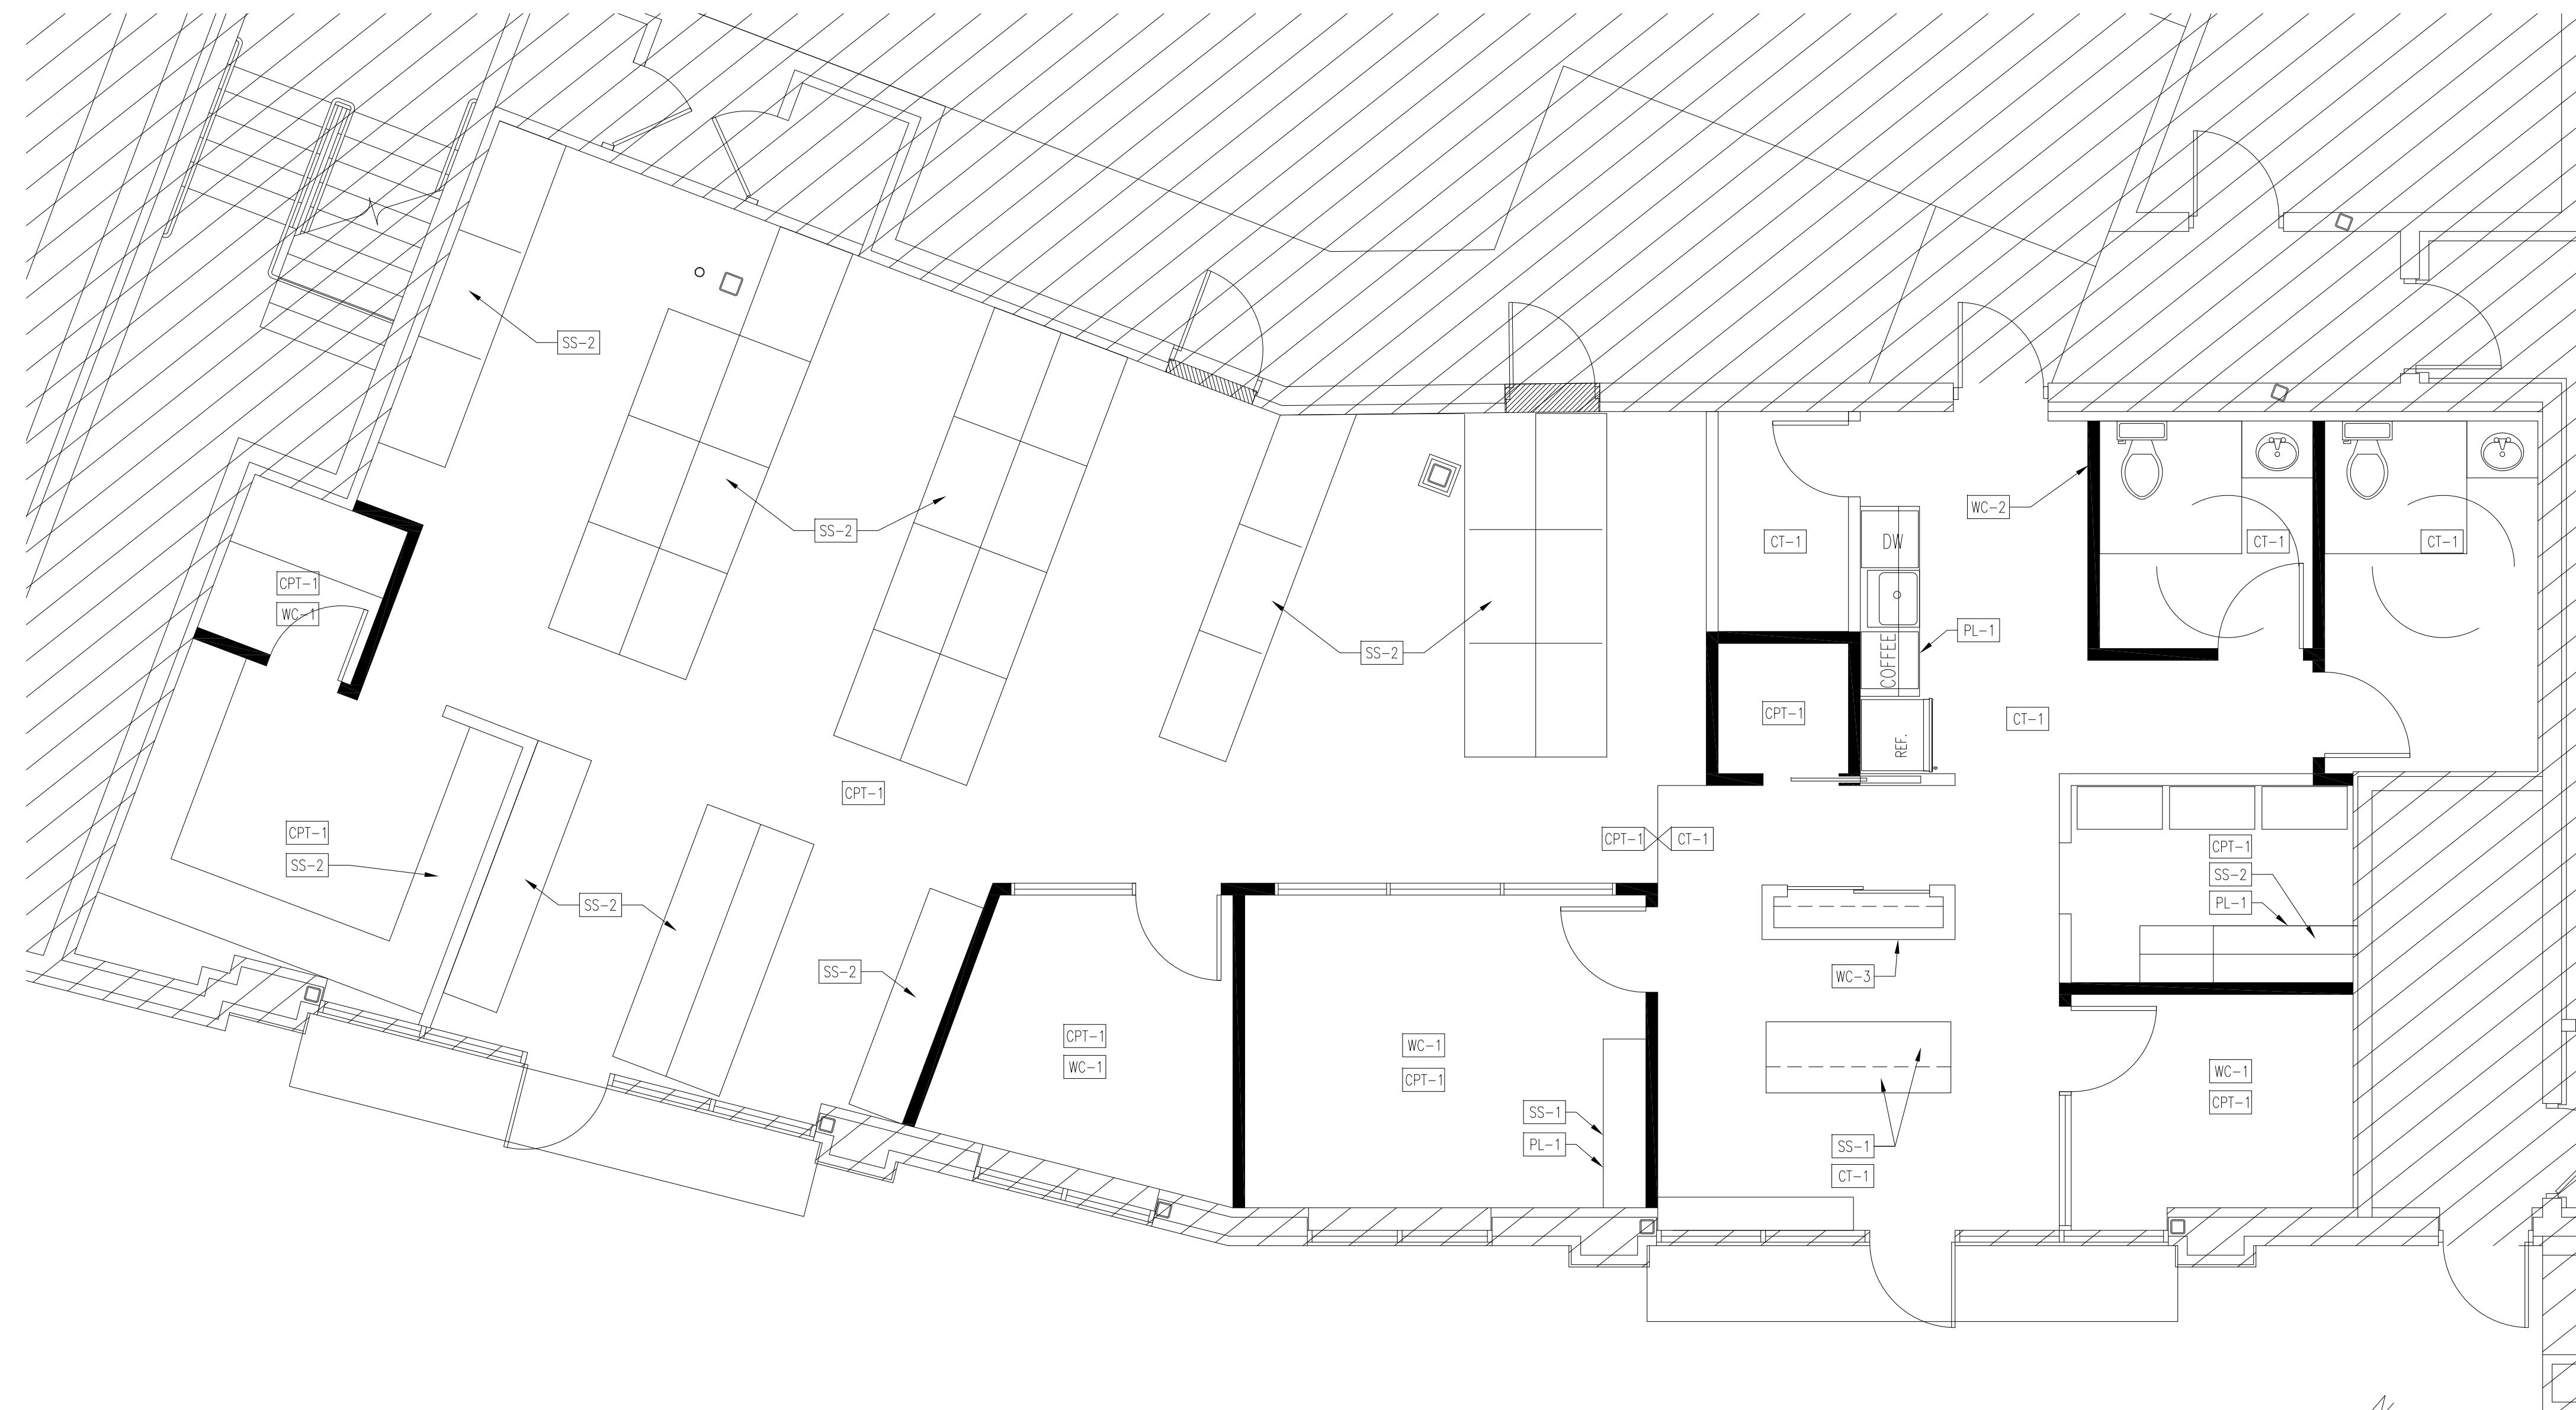 SS-2
SS-2
WC-2
CT-1
DW
CT-1
CT-1
CPT-1
WC-1
PL-1
SS-2
COFFEE
CPT-1
CT-1
REF.
CPT-1
CPT-1
SS-2
CPT-1
CT-1
CPT-1
SS-2
PL-1
SS-2
SS-2
WC-3
CPT-1
WC-1
WC-1
CPT-1
WC-1
CPT-1
SS-1
PL-1
SS-1
CT-1